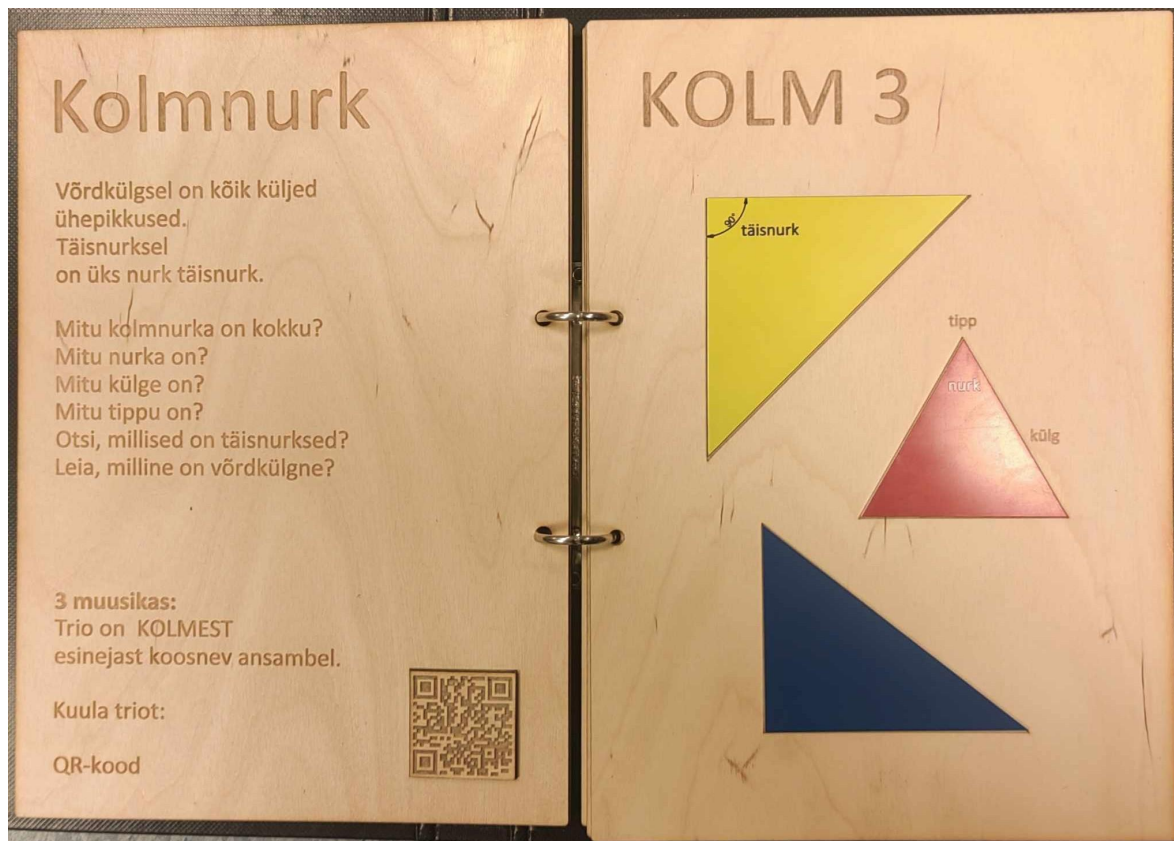 Kolmnurk
Võrdkülgsel on kõik küljed
ühepikkused.
Täisnurksel
on üks nurk täisnurk.
Mitu kolmnurka on kokku?
Mitu nurka on?
Mitu külge on?
Mitu tippu on?
Otsi, millised on täisnurksed?
Leia, milline on võrdkülgne?
3 muusikas:
Trio on KOLMEST
esinejast koosnev ansambel.
Kuula triot:
QR-kood
KOLM 3
90°
täisnurk
tipp
nurk
külg